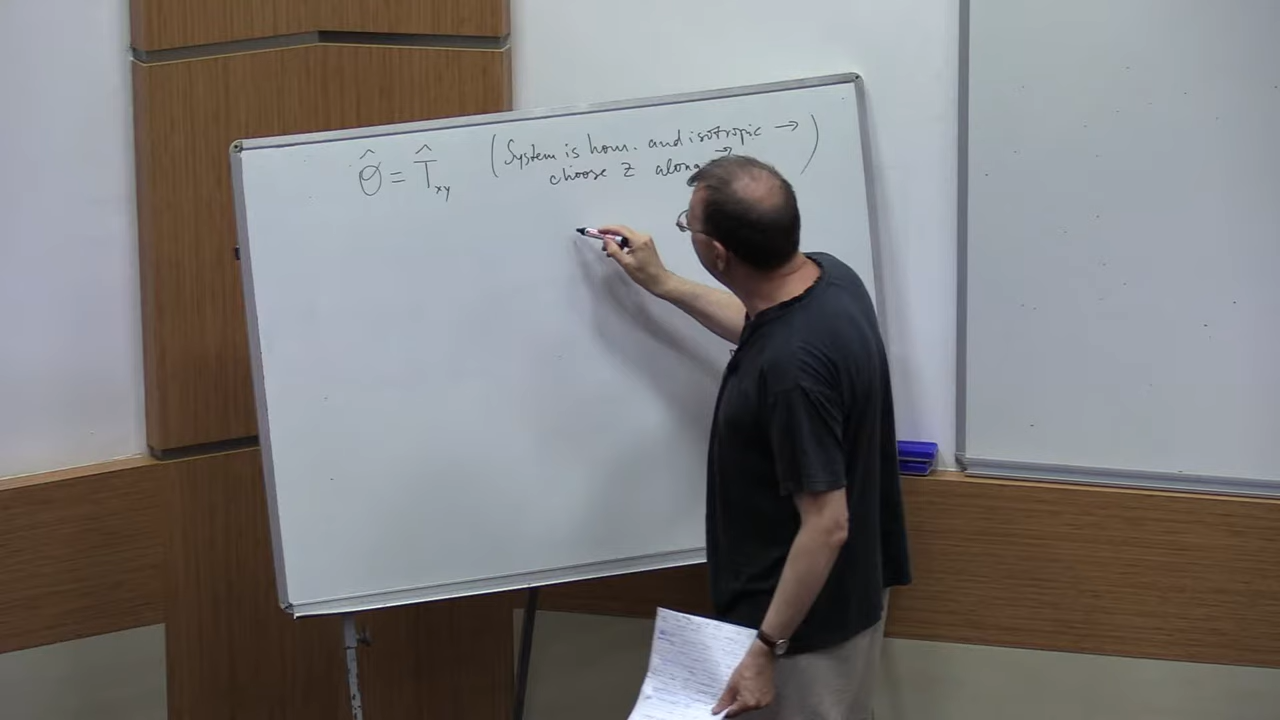 Ô = T̂xy (System is hom. and isotropic →
choose z along )